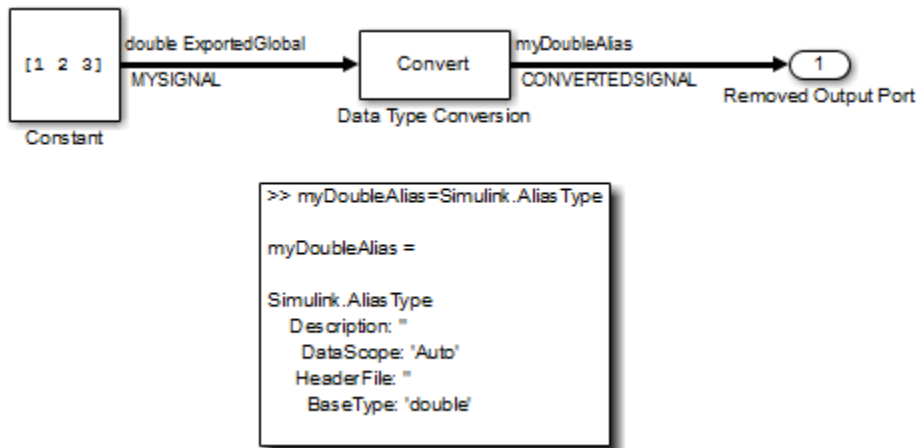 double ExportedGlobal
myDoubleAlias
[1 2 3]
Convert
1
MYSIGNAL
CONVERTEDSIGNAL
Removed Output Port
Data Type Conversion
Constant
>> myDoubleAlias=Simulink.AliasType
myDoubleAlias =
Simulink.AliasType
Description: ''
DataScope: 'Auto'
HeaderFile: ''
BaseType: 'double'